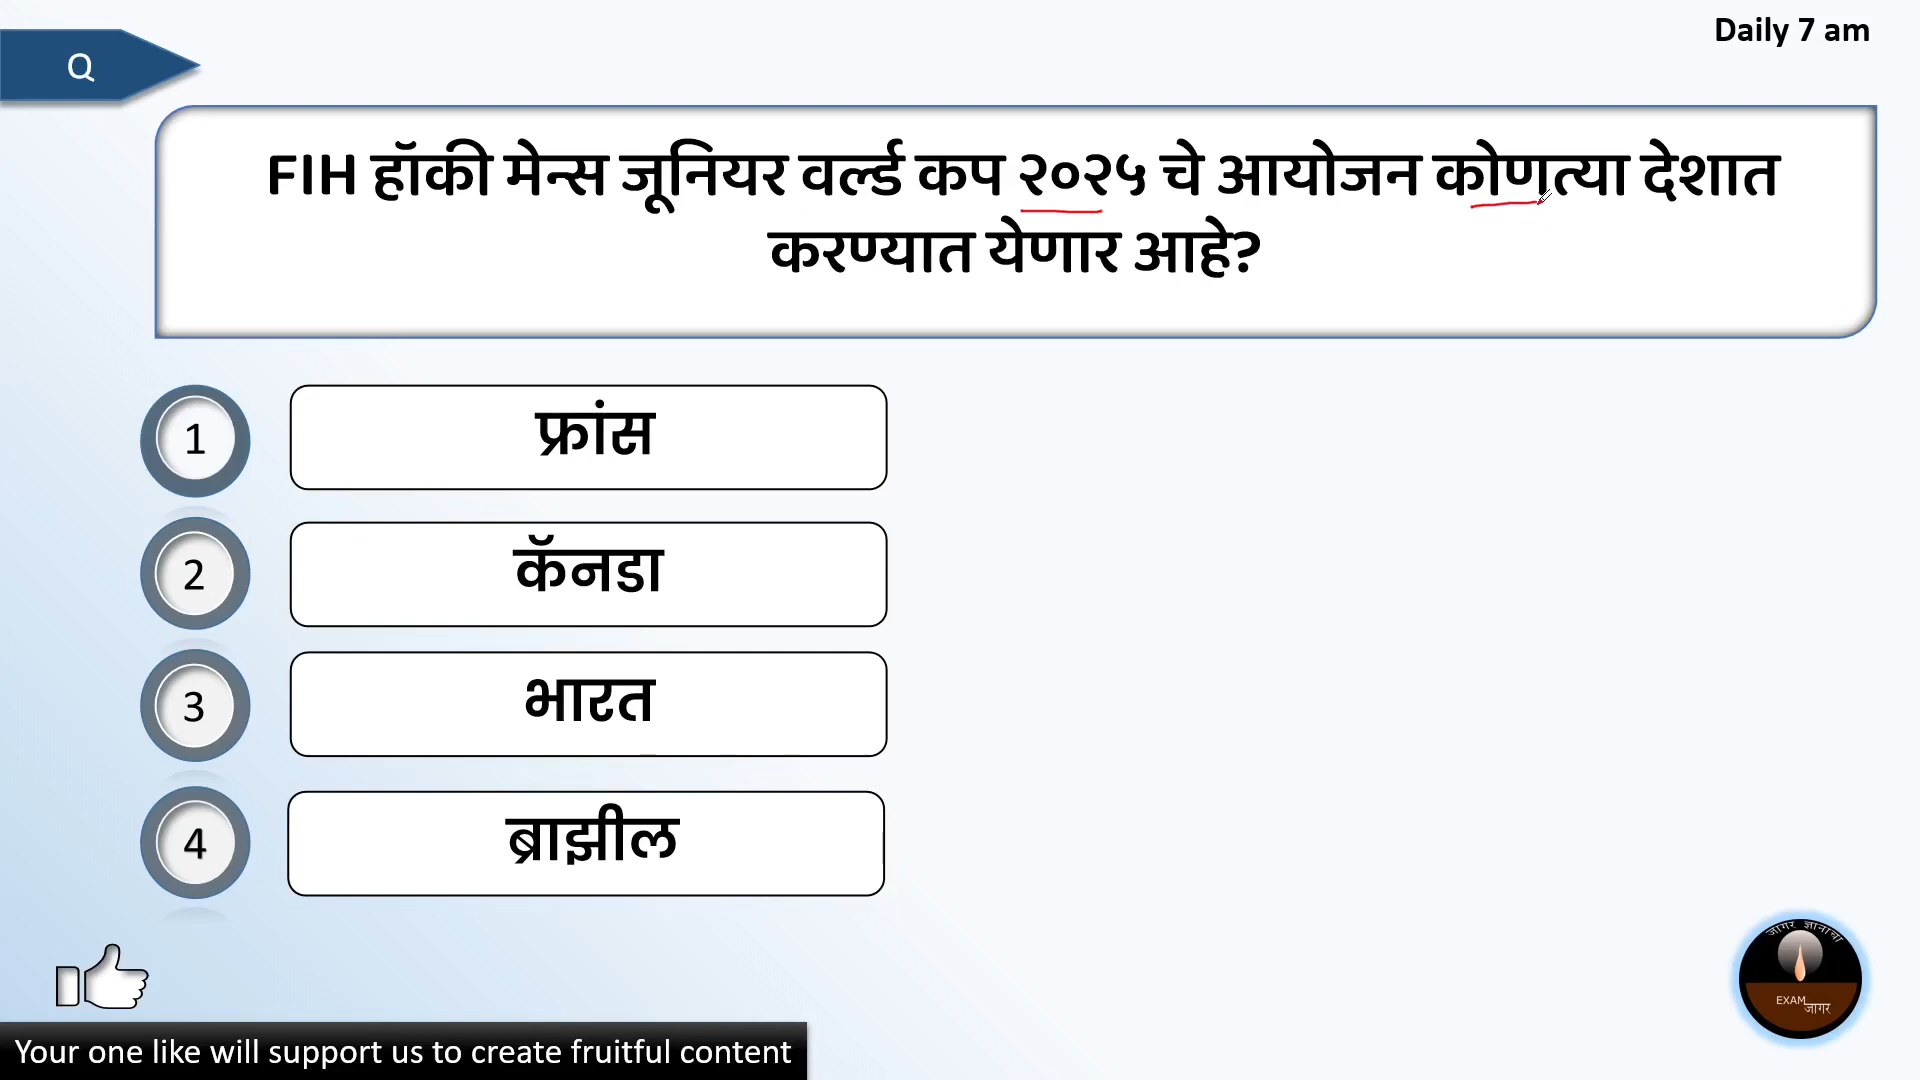 Daily 7 am
Q
FIH हॉकी मेन्स जूनियर वर्ल्ड कप २०२५ चे आयोजन कोणत्या देशात
करण्यात येणार आहे?
1
फ्रांस
2
कॅनडा
3
भारत
4
ब्राझील
जागर ज्ञानाचा
EXAM
जागर
Your one like will support us to create fruitful content